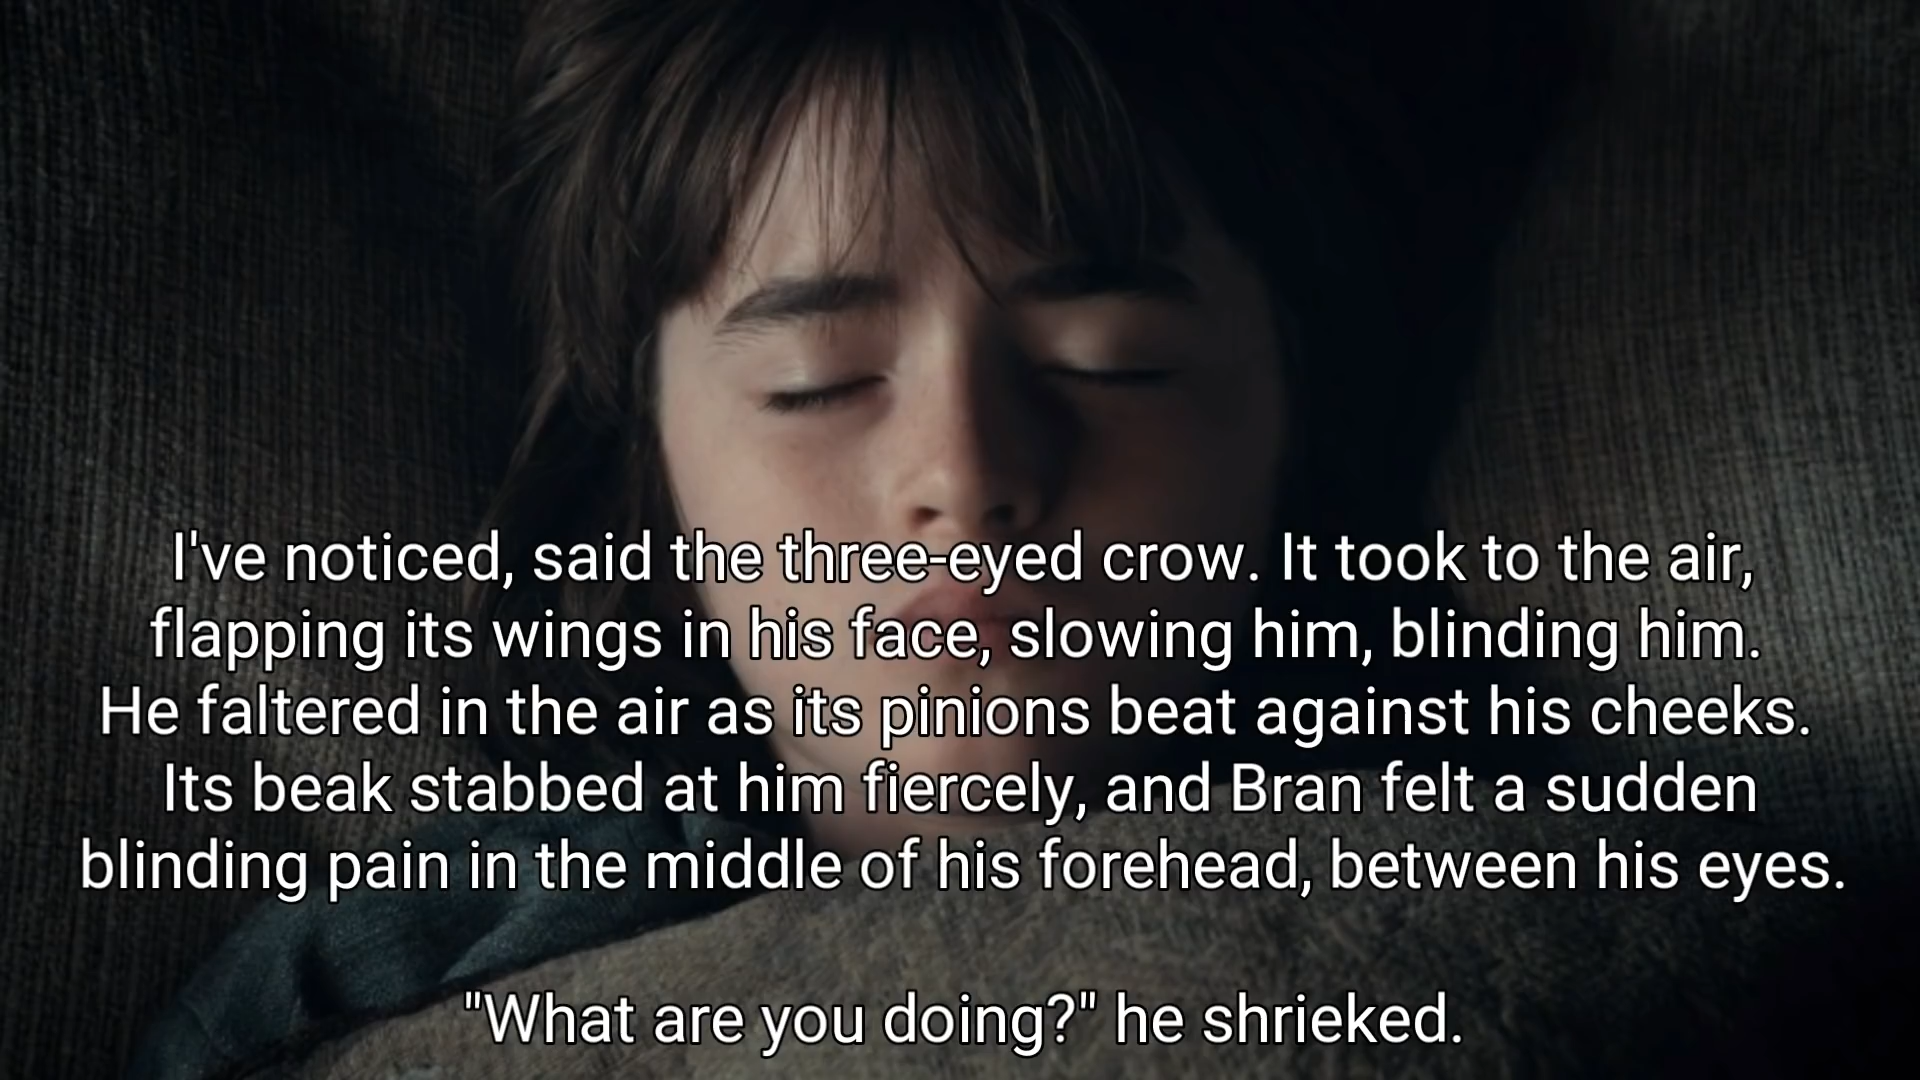 I've noticed, said the three-eyed crow. It took to the air,
flapping its wings in his face, slowing him, blinding him.
He faltered in the air as its pinions beat against his cheeks.
Its beak stabbed at him fiercely, and Bran felt a sudden
blinding pain in the middle of his forehead, between his eyes.
"What are you doing?" he shrieked.